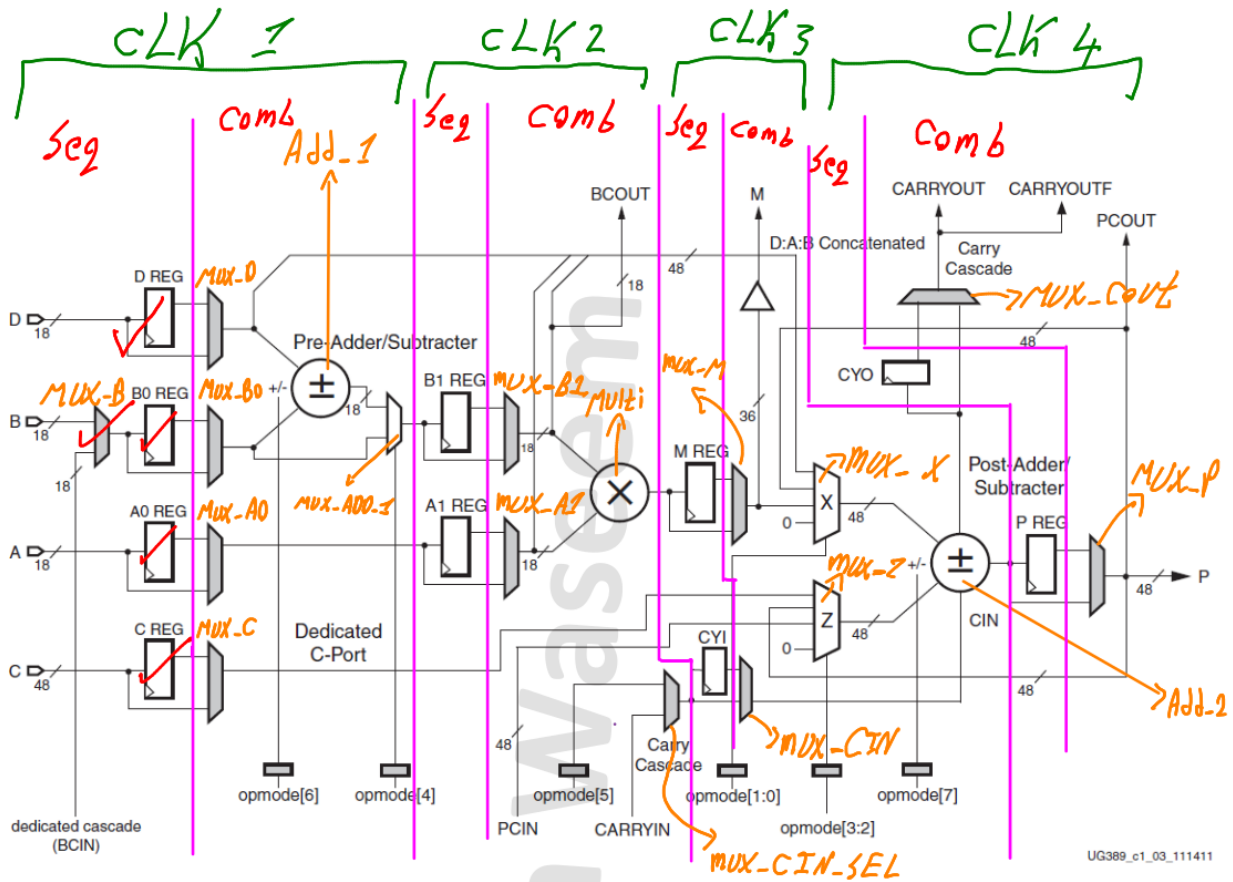 CLK 1 CLK 2 CLK 3 CLK 4
Seq Comb Seq Comb Seq Comb Seq Comb
Add_1
BCOUT M CARRYOUT CARRYOUTF
PCOUT
D:A:B Concatenated
Carry
Cascade
48
18
D REG MUX_D
MUX_Cout
D
18
Pre-Adder/Subtracter
48
+/-
±
18
CYO
B1 REG MUX_B1
MUX_M
MUX_B B0 REG MUX_B0
Multi
36
B
18
18
18
×
M REG
MUX_X
X
0
48
Post-Adder/
Subtracter
MUX_P
MUX_ADD_1
A0 REG MUX_A0
A1 REG MUX_A1
P REG
A
18
18
MUX_Z
+/-
±
48
P
Z
0
48
CIN
C REG MUX_C
Dedicated
C-Port
CYI
C
48
48
Add_2
48
Carry
Cascade
MUX_CIN
opmode[6] opmode[4] opmode[5] opmode[1:0] opmode[7]
dedicated cascade
(BCIN)
PCIN CARRYIN opmode[3:2]
MUX_CIN_SEL
UG389_c1_03_111411
Waseem